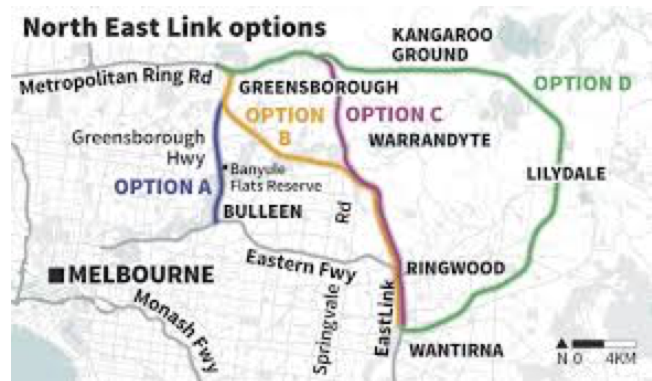 North East Link options
KANGAROO
GROUND
Metropolitan Ring Rd
GREENSBOROUGH
OPTION D
OPTION
B
OPTION C
Greensborough
Hwy
WARRANDYTE
Banyule
Flats Reserve
LILYDALE
OPTION A
BULLEEN
Rd
Eastern Fwy
MELBOURNE
RINGWOOD
Monash Fwy
Springvale
EastLink
WANTIRNA
N 0 4KM